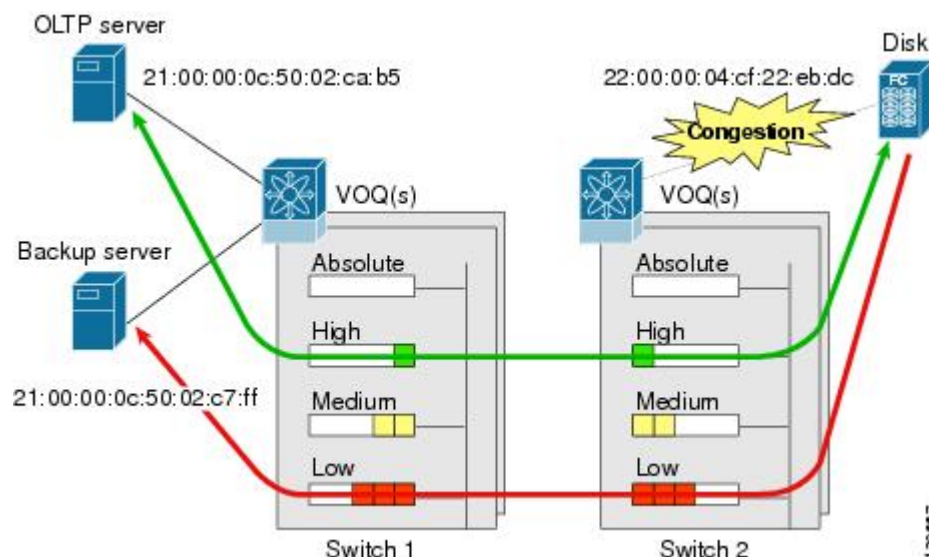 OLTP server
21:00:00:0c:50:02:ca:b5
22:00:00:04:cf:22:eb:dc
Disk
FC
Congestion
VOQ(s)
VOQ(s)
Backup server
21:00:00:0c:50:02:c7:ff
Absolute
High
Medium
Low
Switch 1
Absolute
High
Medium
Low
Switch 2